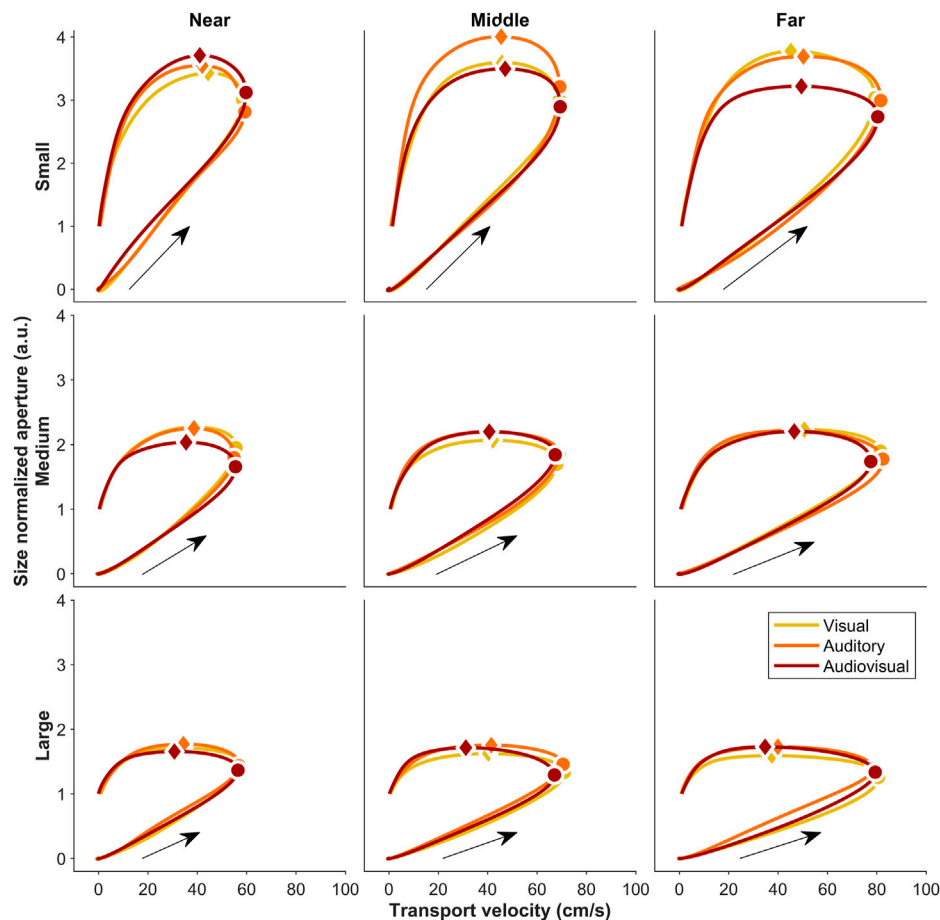 Near
Middle
Far
4
3
2
1
0
Small
4
3
2
1
0
Size normalized aperture (a.u.)
Medium
4
3
2
1
0
Large
Visual
Auditory
Audiovisual
0 20 40 60 80 100
0 20 40 60 80 100
0 20 40 60 80 100
Transport velocity (cm/s)